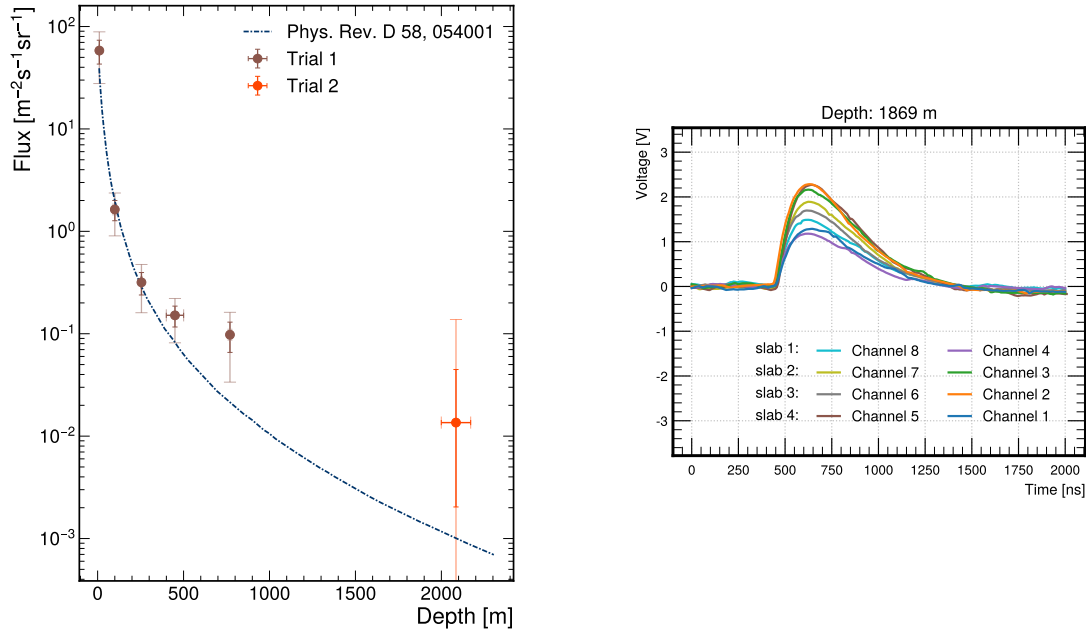 Flux [m⁻²s⁻¹sr⁻¹]
10²
10¹
10⁰
10⁻¹
10⁻²
10⁻³
0 500 1000 1500 2000
Depth [m]
Phys. Rev. D 58, 054001
Trial 1
Trial 2
Depth: 1869 m
Voltage [V]
3
2
1
0
-1
-2
-3
slab 1: Channel 8 Channel 4
slab 2: Channel 7 Channel 3
slab 3: Channel 6 Channel 2
slab 4: Channel 5 Channel 1
0 250 500 750 1000 1250 1500 1750 2000
Time [ns]